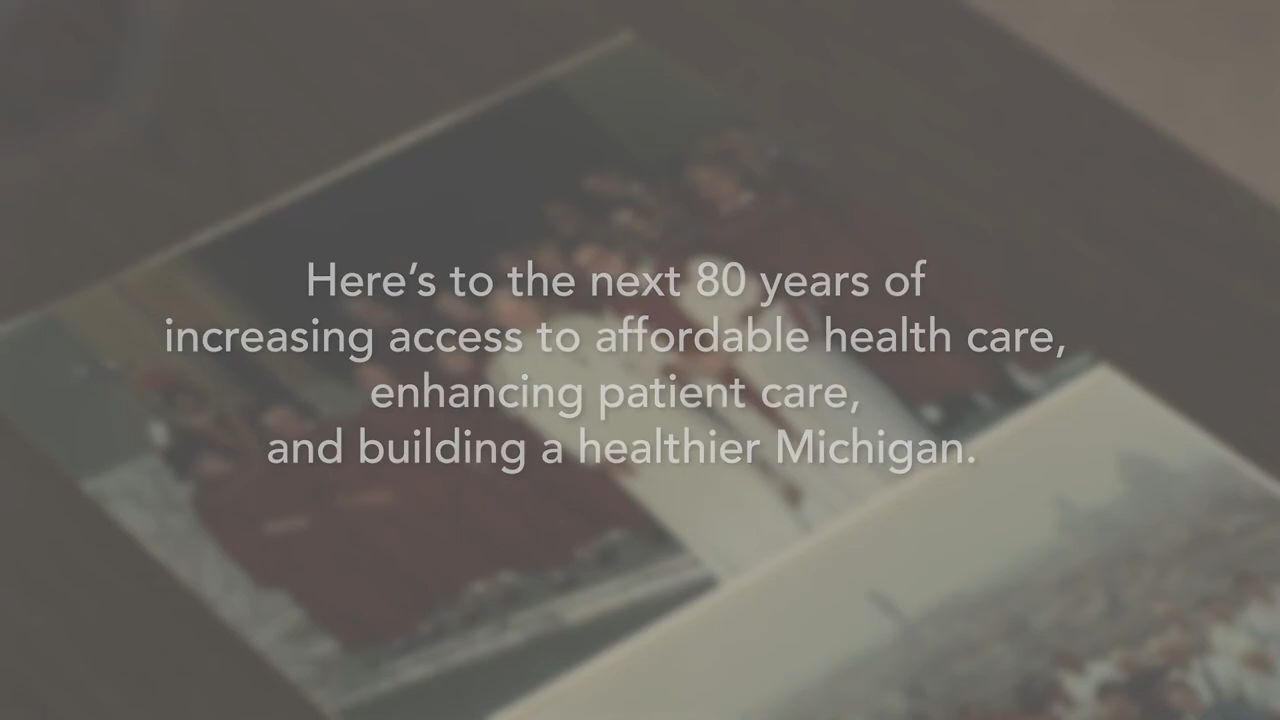 Here’s to the next 80 years of
increasing access to affordable health care,
enhancing patient care,
and building a healthier Michigan.